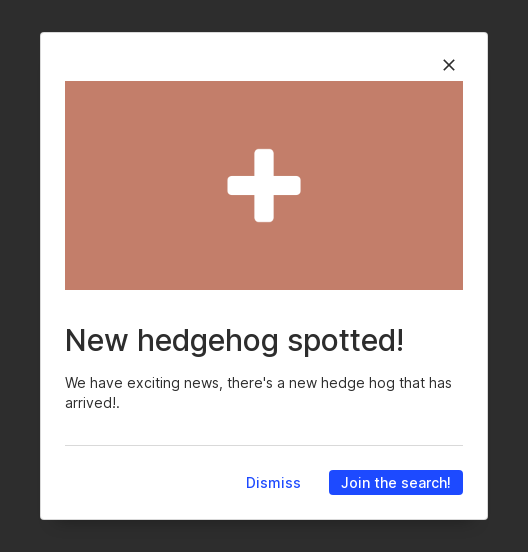 New hedgehog spotted!
We have exciting news, there's a new hedge hog that has
arrived!.
Dismiss
Join the search!